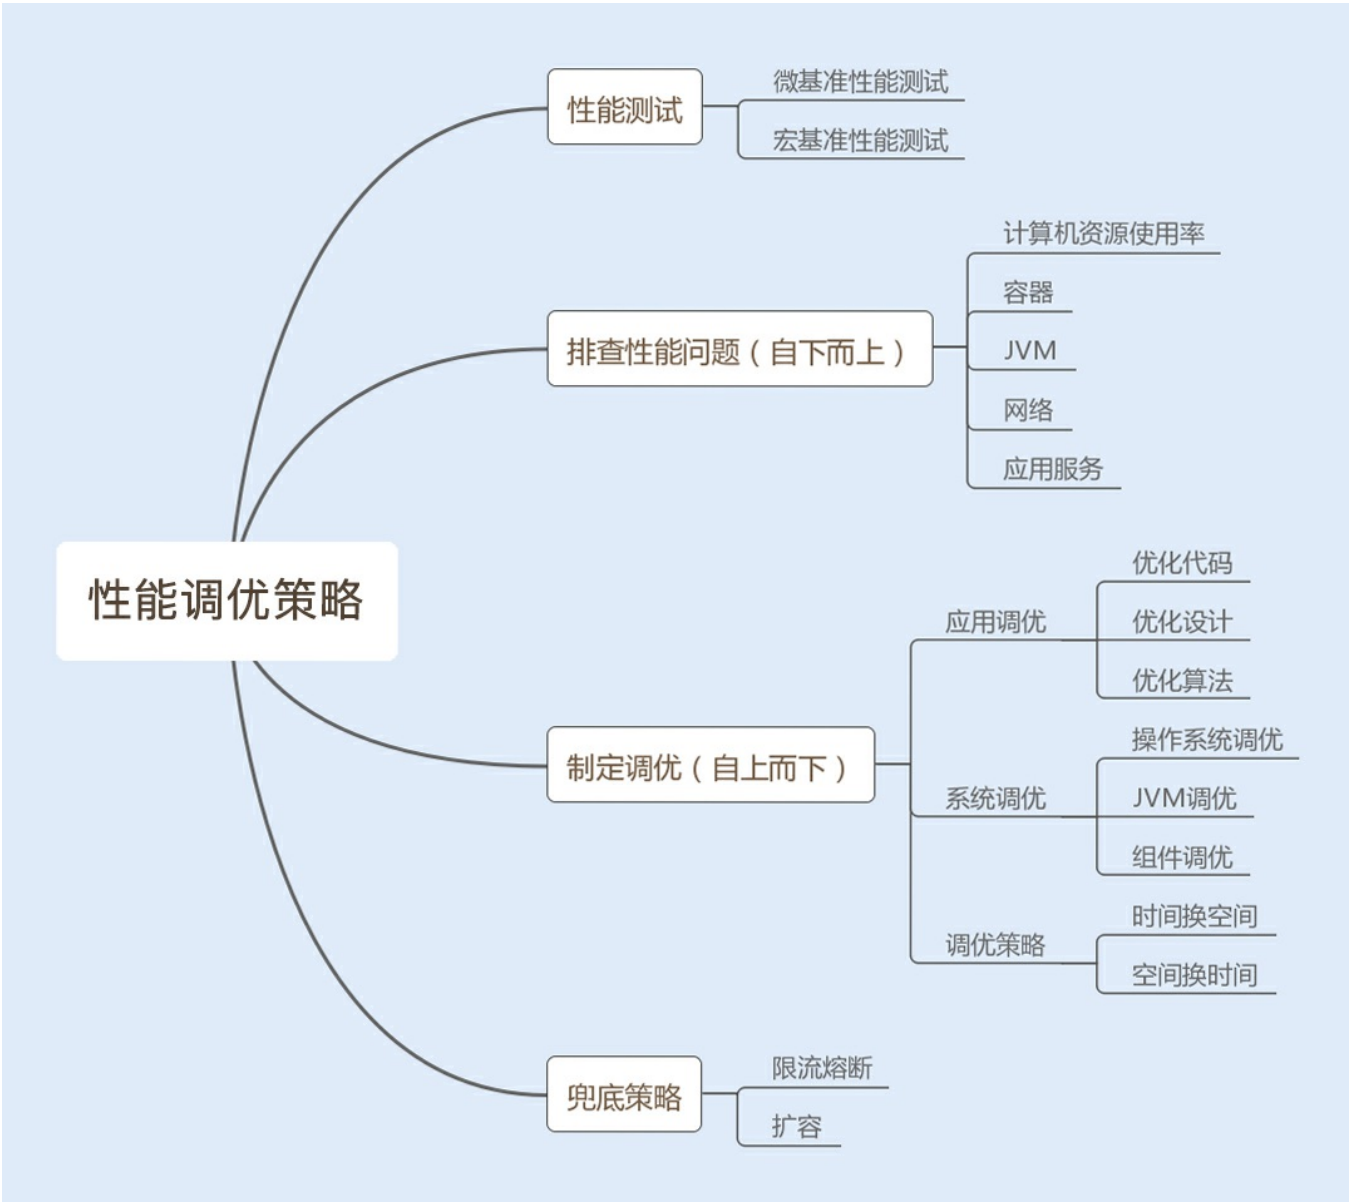 性能调优策略
性能测试
微基准性能测试
宏基准性能测试
排查性能问题（自下而上）
计算机资源使用率
容器
JVM
网络
应用服务
制定调优（自上而下）
应用调优
优化代码
优化设计
优化算法
系统调优
操作系统调优
JVM调优
组件调优
调优策略
时间换空间
空间换时间
兜底策略
限流熔断
扩容